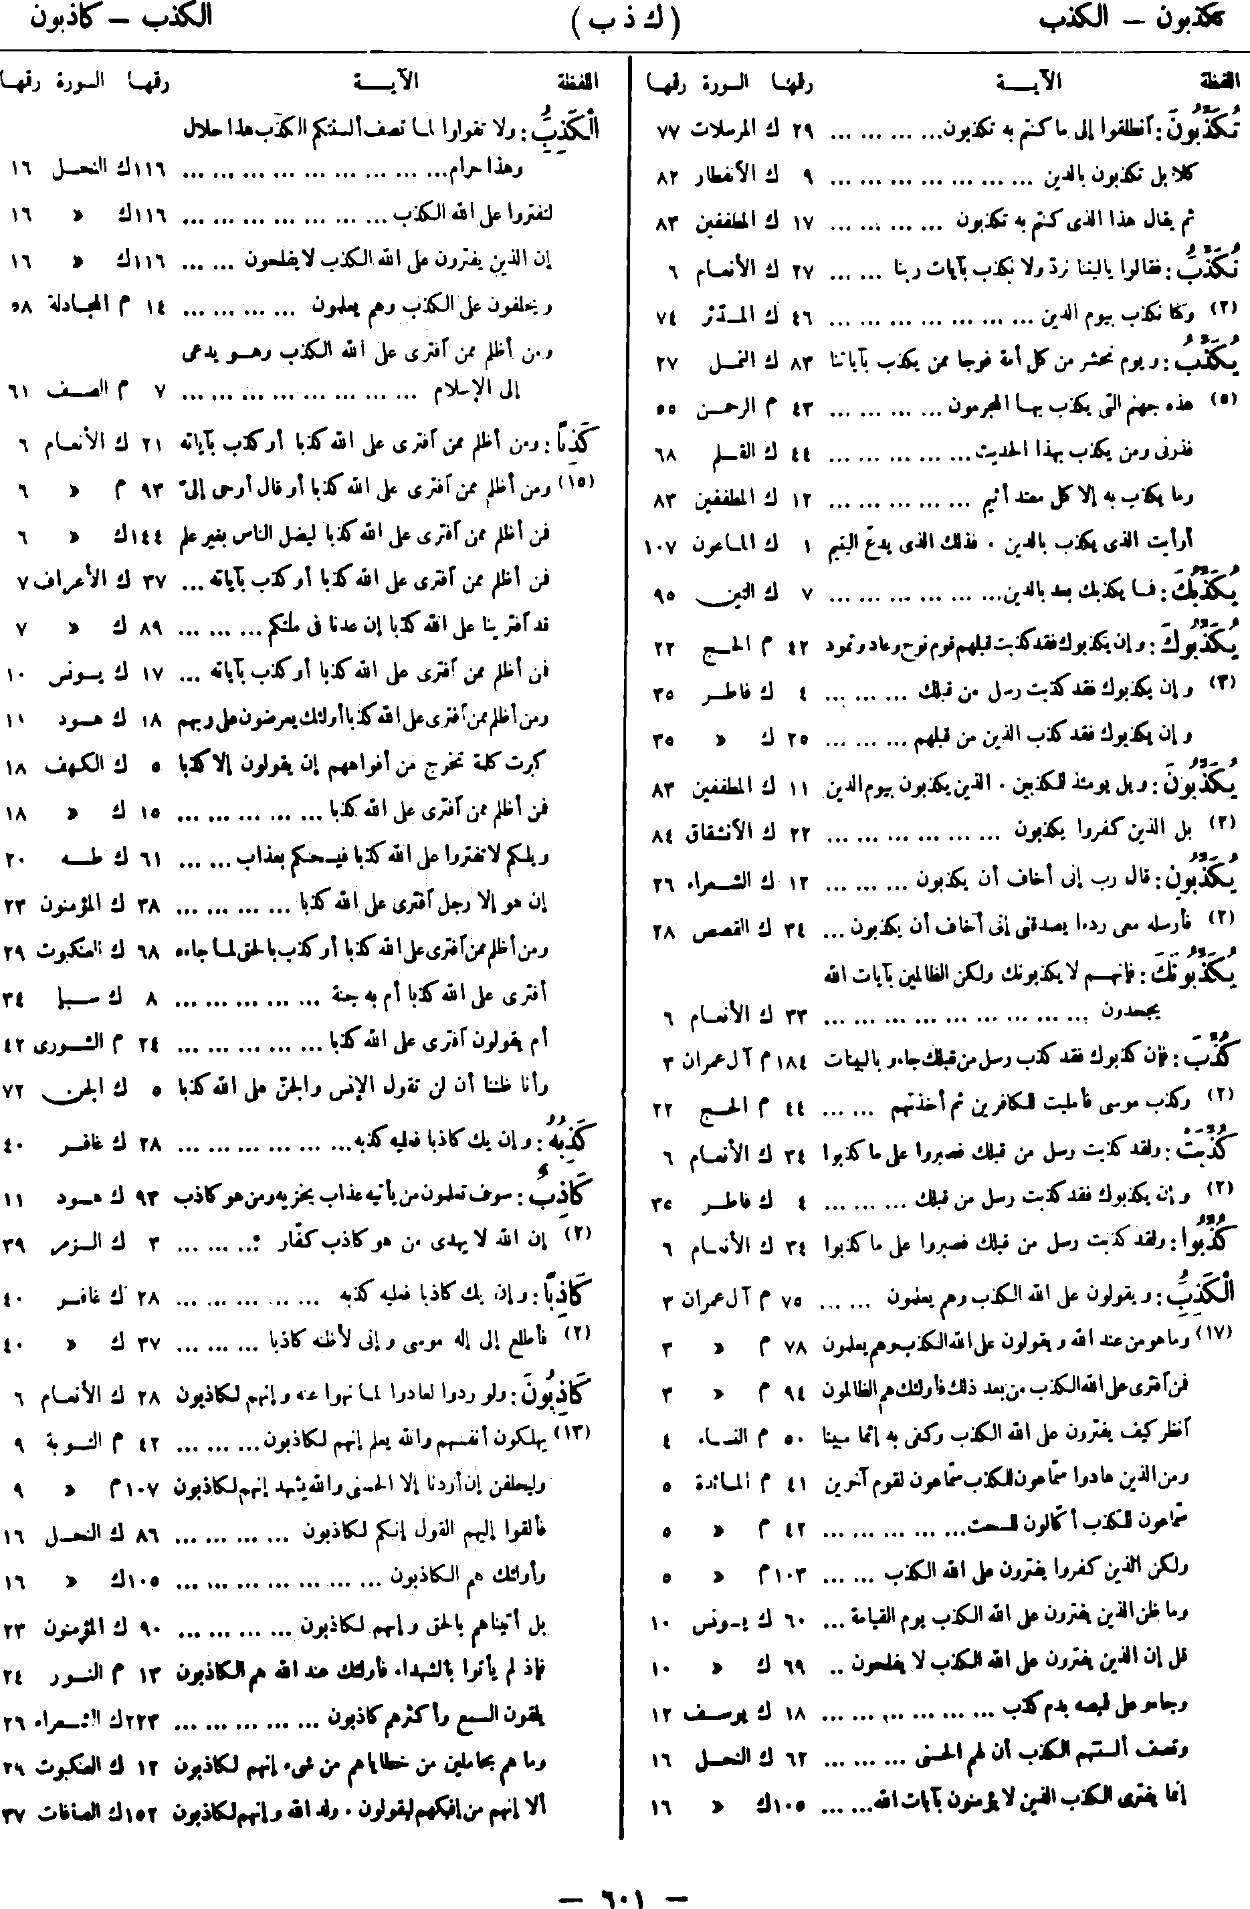 تكذبون – الكذب
( ك ذ ب )
الكذب – كاذبون
اللفظة الآيــــة رقمها السورة رقمها
تُكَذِّبُونَ : ٱنطلقوا إلى ما كنتم به تكذبون... ... ... ... ٢٩ ك المرسلات ٧٧
كلا بل تكذبون بالدين ... ... ... ... ... ... ... ٩ ك الأنفطار ٨٢
ثم يقال هذا الذى كنتم به تكذبون ... ... ... ... ١٧ ك المطففين ٨٣
نُكَذِّبُ : فقالوا ياليتنا نردّ ولا نكذب بآيات ربنا ... ... ٢٧ ك الأنعام ٦
(٢) وكنا نكذب بيوم الدين ... ... ... ... ... ... ... ٤٦ ك المدثر ٧٤
يُكَذِّبُ : ويوم نحشر من كل أمة فوجا ممن يكذب بآياتنا ٨٣ ك النمل ٢٧
(٥) هذه جهنم التى يكذب بها المجرمون ... ... ... ... ٤٣ م الرحمن ٥٥
فذرنى ومن يكذب بهذا الحديث ... ... ... ... ... ٤٤ ك القلم ٦٨
وما يكذب به إلا كل معتد أثيم ... ... ... ... ... ١٢ ك المطففين ٨٣
أرأيت الذى يكذب بالدين ٠ فذلك الذى يدعّ اليتيم ١ ك الماعون ١٠٧
يُكَذِّبُكَ : فما يكذبك بعد بالدين ... ... ... ... ... ... ٧ ك التين ٩٥
يُكَذِّبُوكَ : وإن يكذبوك فقد كذبت قبلهم قوم نوح وعاد وثمود ٤٢ م الحج ٢٢
(٣) وإن يكذبوك فقد كذبت رسل من قبلك ... ... ... ٤ ك فاطر ٣٥
وإن يكذبوك فقد كذب الذين من قبلهم ... ... ... ٢٥ ك « ٣٥
يُكَذِّبُونَ : ويل يومئذ للمكذبين ٠ الذين يكذبون بيوم الدين ١١ ك المطففين ٨٣
(٢) بل الذين كفروا يكذبون ... ... ... ... ... ... ٢٢ ك الأنشقاق ٨٤
يُكَذِّبُونِ : قال رب إنى أخاف أن يكذبون ... ... ... ... ١٢ ك الشعراء ٢٦
(٢) فأرسله معى ردءا يصدقنى إنى أخاف أن يكذبون ... ٣٤ ك القصص ٢٨
يُكَذِّبُونَكَ : فإنهم لا يكذبونك ولكن الظالمين بآيات الله
يجحدون ... ... ... ... ... ... ... ... ... ٣٣ ك الأنعام ٦
كُذِّبَ : فإن كذبوك فقد كذب رسل من قبلك جاءو بالبينات ١٨٤ م آل عمران ٣
(٢) وكذب موسى فأمليت للكافرين ثم أخذتهم ... ... ٤٤ م الحج ٢٢
كُذِّبَتْ : ولقد كذبت رسل من قبلك فصبروا على ما كذبوا ٣٤ ك الأنعام ٦
(٢) وإن يكذبوك فقد كذبت رسل من قبلك ... ... ... ٤ ك فاطر ٣٥
كُذِّبُوا : ولقد كذبت رسل من قبلك فصبروا على ما كذبوا ٣٤ ك الأنعام ٦
ٱلْكَذِبَ : ويقولون على الله الكذب وهم يعلمون ... ... ٧٥ م آل عمران ٣
(١٧) وما هو من عند الله ويقولون على الله الكذب وهم يعلمون ٧٨ م « ٣
فمن ٱفترى على الله الكذب من بعد ذلك فأولئك هم الظالمون ٩٤ م « ٣
ٱنظر كيف يفترون على الله الكذب وكفى به إثما مبينا ٥٠ م النساء ٤
ومن الذين هادوا سمّاعون للكذب سمّاعون لقوم آخرين ٤١ م المائدة ٥
سمّاعون للكذب أكّالون للسحت ... ... ... ... ... ٤٢ م « ٥
ولكن الذين كفروا يفترون على الله الكذب ... ... ١٠٣ م « ٥
وما ظن الذين يفترون على الله الكذب يوم القيامة ... ٦٠ ك يونس ١٠
قل إن الذين يفترون على الله الكذب لا يفلحون .. ٦٩ ك « ١٠
وجاءو على قميصه بدم كذب ... ... ... ... ... ... ١٨ ك يوسف ١٢
وتصف ألسنتهم الكذب أن لهم الحسنى ... ... ... ٦٢ ك النحل ١٦
إنما يفترى الكذب الذين لا يؤمنون بآيات الله ... ... ١٠٥ ك « ١٦
اللفظة الآيــــة رقمها السورة رقمها
ٱلْكَذِبَ : ولا تقولوا لما تصف ألسنتكم الكذب هذا حلال
وهذا حرام ... ... ... ... ... ... ... ... ... ١١٦ ك النحل ١٦
لتفتروا على الله الكذب ... ... ... ... ... ... ... ١١٦ ك « ١٦
إن الذين يفترون على الله الكذب لا يفلحون ... ... ١١٦ ك « ١٦
ويحلفون على الكذب وهم يعلمون ... ... ... ... ١٤ م المجادلة ٥٨
ومن أظلم ممن ٱفترى على الله الكذب وهو يدعى
إلى الإسلام ... ... ... ... ... ... ... ... ٧ م الصف ٦١
كَذِبًا : ومن أظلم ممن ٱفترى على الله كذبا أو كذب بآياته ٢١ ك الأنعام ٦
(١٥) ومن أظلم ممن ٱفترى على الله كذبا أو قال أوحى إلىّ ٩٣ م « ٦
فمن أظلم ممن ٱفترى على الله كذبا ليضل الناس بغير علم ١٤٤ ك « ٦
فمن أظلم ممن ٱفترى على الله كذبا أو كذب بآياته ... ٣٧ ك الأعراف ٧
قد ٱفترينا على الله كذبا إن عدنا فى ملتكم ... ... ... ٨٩ ك « ٧
فمن أظلم ممن ٱفترى على الله كذبا أو كذب بآياته ... ١٧ ك يونس ١٠
ومن أظلم ممن ٱفترى على الله كذبا أولئك يعرضون على ربهم ١٨ ك هود ١١
كبرت كلمة تخرج من أفواههم إن يقولون إلا كذبا ٥ ك الكهف ١٨
فمن أظلم ممن ٱفترى على الله كذبا ... ... ... ... ... ١٥ ك « ١٨
ويلكم لا تفتروا على الله كذبا فيسحتكم بعذاب ... ... ٦١ ك طه ٢٠
إن هو إلا رجل ٱفترى على الله كذبا ... ... ... ... ٣٨ ك المؤمنون ٢٣
ومن أظلم ممن ٱفترى على الله كذبا أو كذب بالحق لما جاءه ٦٨ ك العنكبوت ٢٩
أفترى على الله كذبا أم به جنة ... ... ... ... ... ٨ ك سبإ ٣٤
أم يقولون ٱفترى على الله كذبا ... ... ... ... ... ٢٤ م الشورى ٤٢
وأنا ظننا أن لن تقول الإنس والجنّ على الله كذبا ٥ ك الجن ٧٢
كَذِبُهُ : وإن يك كاذبا فعليه كذبه ... ... ... ... ... ... ٢٨ ك غافر ٤٠
كَاذِبٌ : سوف تعلمون من يأتيه عذاب يخزيه ومن هو كاذب ٩٣ ك هود ١١
(٢) إن الله لا يهدى من هو كاذب كفّار ... ... ... ٣ ك الزمر ٣٩
كَاذِبًا : وإن يك كاذبا فعليه كذبه ... ... ... ... ... ٢٨ ك غافر ٤٠
(٢) فأطلع إلى إله موسى وإنى لأظنه كاذبا ... ... ... ٣٧ ك « ٤٠
كَاذِبُونَ : ولو ردوا لعادوا لما نهوا عنه وإنهم لكاذبون ٢٨ ك الأنعام ٦
(١٣) يهلكون أنفسهم والله يعلم إنهم لكاذبون ... ... ... ٤٢ م التوبة ٩
وليحلفن إن أردنا إلا الحسنى والله يشهد إنهم لكاذبون ١٠٧ م « ٩
فألقوا إليهم القول إنكم لكاذبون ... ... ... ... ٨٦ ك النحل ١٦
وأولئك هم الكاذبون ... ... ... ... ... ... ... ١٠٥ ك « ١٦
بل أتيناهم بالحق وإنهم لكاذبون ... ... ... ... ٩٠ ك المؤمنون ٢٣
فإذ لم يأتوا بالشهداء فأولئك عند الله هم الكاذبون ١٣ م النور ٢٤
يلقون السمع وأكثرهم كاذبون ... ... ... ... ... ٢٢٣ ك الشعراء ٢٦
وما هم بحاملين من خطاياهم من شىء إنهم لكاذبون ١٢ ك العنكبوت ٢٩
ألا إنهم من إفكهم ليقولون ٠ ولد الله وإنهم لكاذبون ١٥٢ ك الصافات ٣٧
– ٦٠١ –